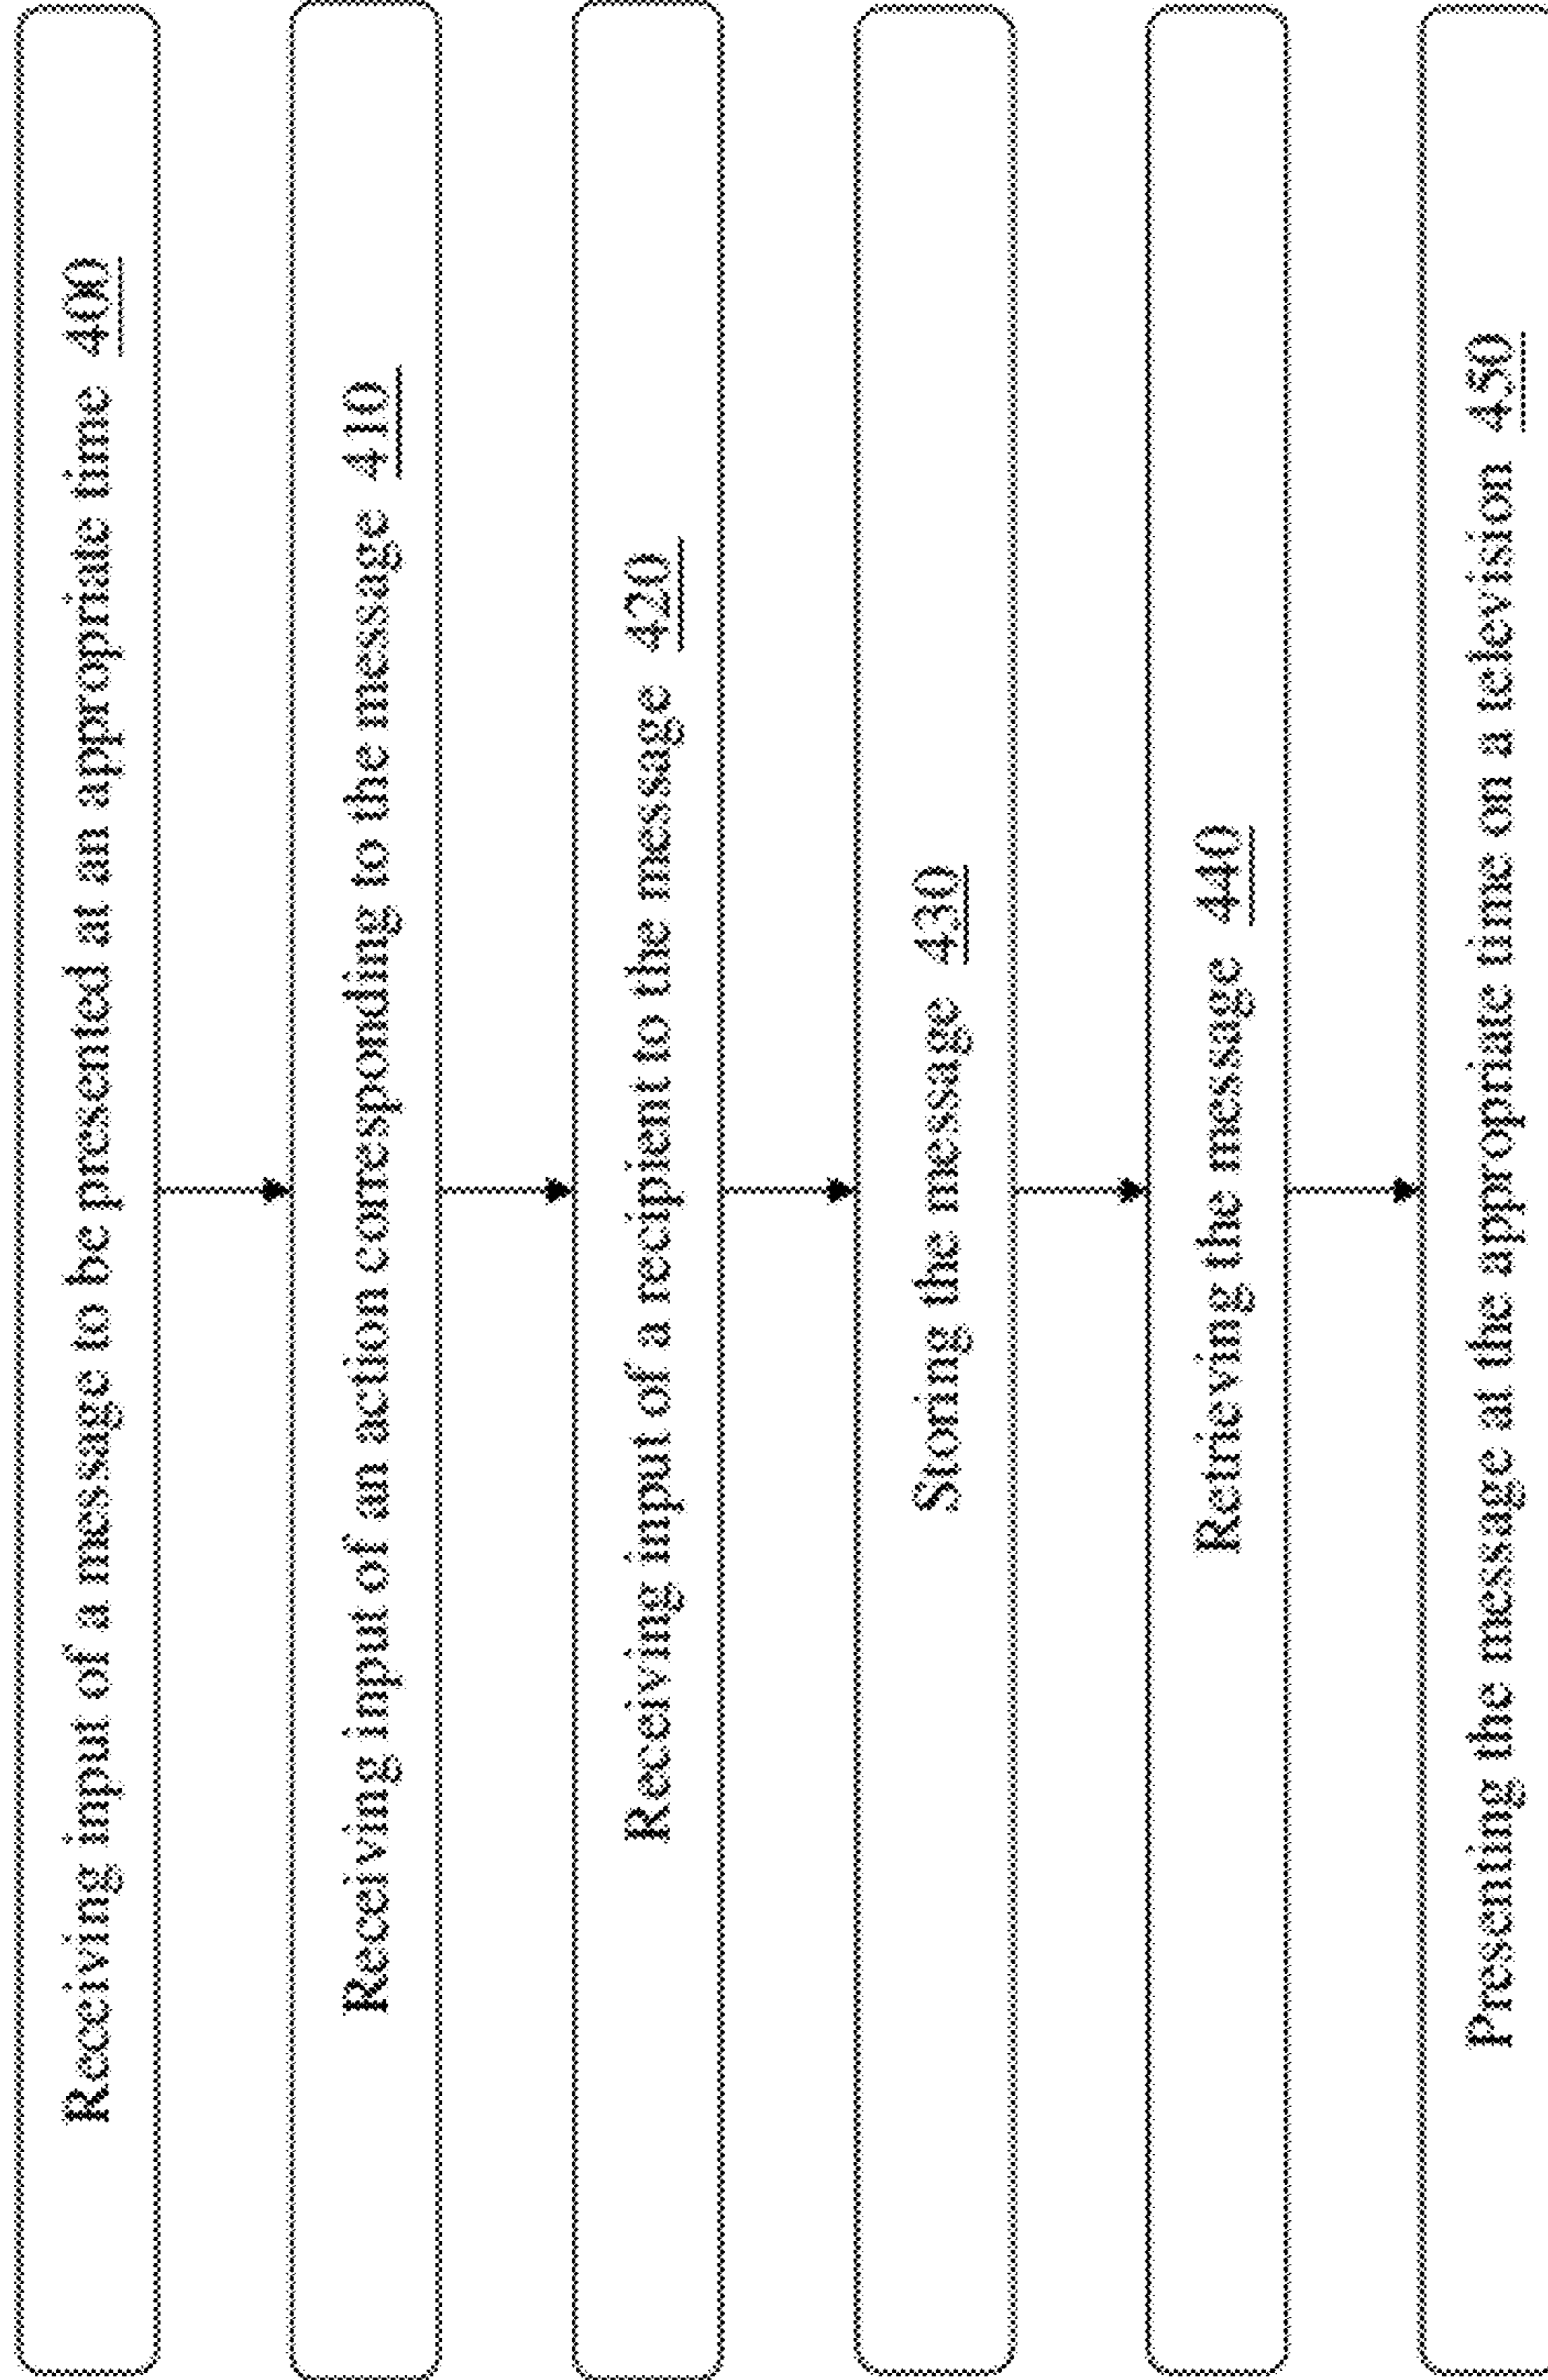 Receiving input of a message to be presented at an appropriate time 400
Receiving input of an action corresponding to the message 410
Receiving input of a recipient to the message 420
Storing the message 430
Retrieving the message 440
Presenting the message at the appropriate time on a television 450